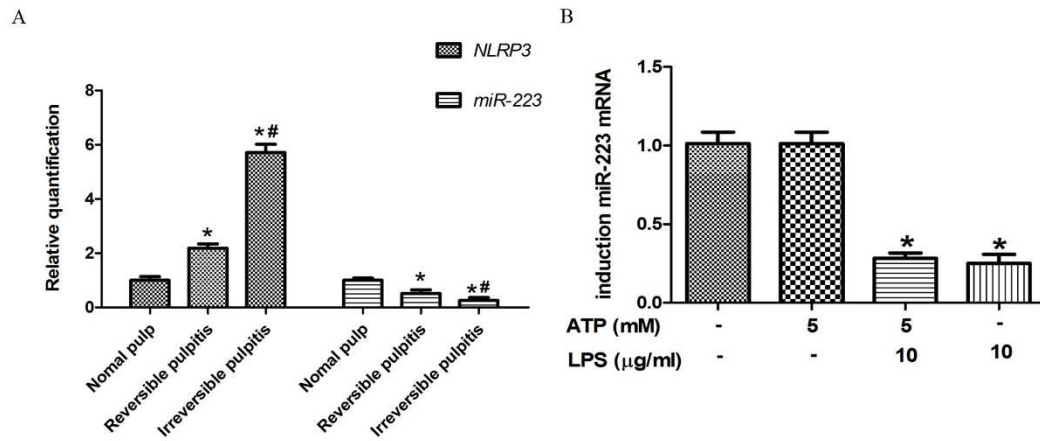 A
NLRP3
miR-223
Relative quantification
8
6
4
2
0
*
*#
*
*#
Nomal pulp
Reversible pulpitis
Irreversible pulpitis
Nomal pulp
Reversible pulpitis
Irreversible pulpitis
B
induction miR-223 mRNA
1.5
1.0
0.5
0.0
*
*
ATP (mM) - 5 5 -
LPS (μg/ml) - - 10 10